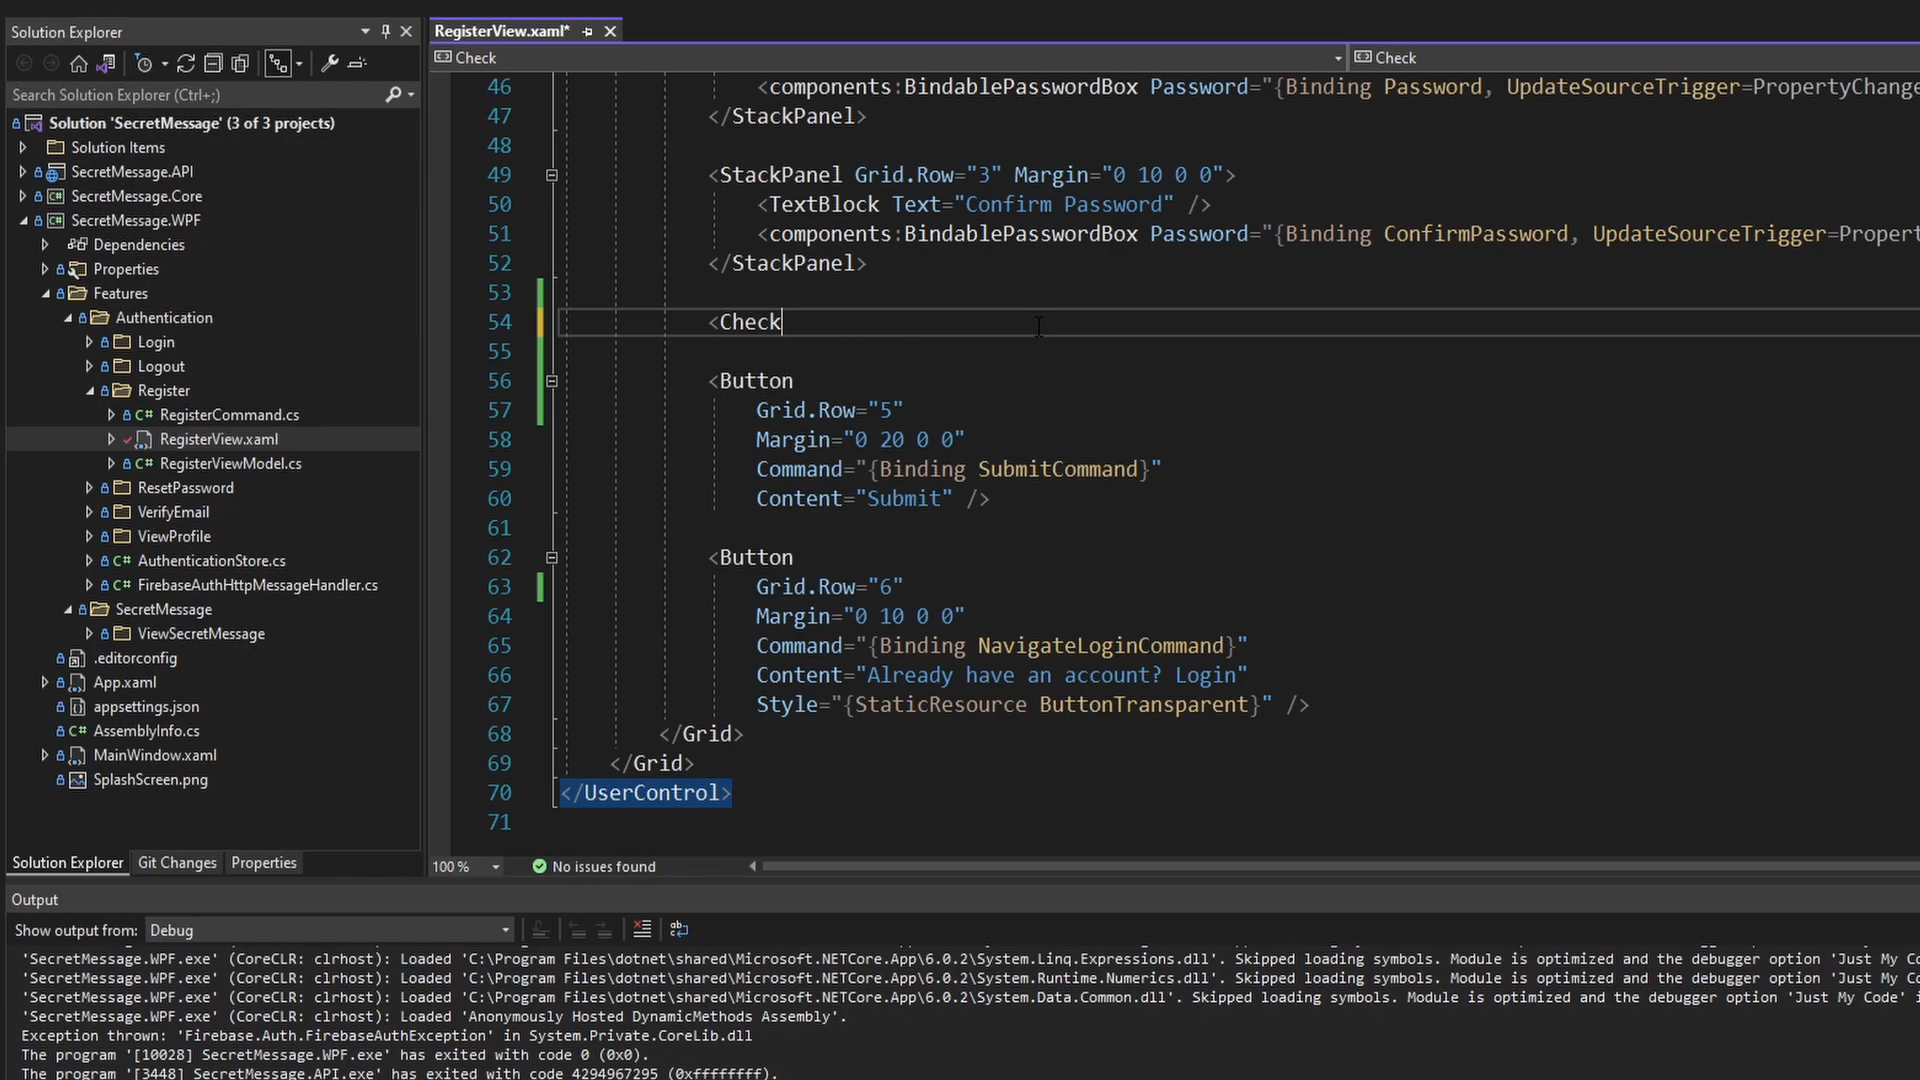 Solution Explorer
Search Solution Explorer (Ctrl+;)
Solution 'SecretMessage' (3 of 3 projects)
Solution Items
SecretMessage.API
SecretMessage.Core
SecretMessage.WPF
Dependencies
Properties
Features
Authentication
Login
Logout
Register
RegisterCommand.cs
RegisterView.xaml
RegisterViewModel.cs
ResetPassword
VerifyEmail
ViewProfile
AuthenticationStore.cs
FirebaseAuthHttpMessageHandler.cs
SecretMessage
ViewSecretMessage
.editorconfig
App.xaml
appsettings.json
AssemblyInfo.cs
MainWindow.xaml
SplashScreen.png
Solution Explorer Git Changes Properties
RegisterView.xaml*
Check Check
46 <components:BindablePasswordBox Password="{Binding Password, UpdateSourceTrigger=PropertyChange
47 </StackPanel>
48
49 <StackPanel Grid.Row="3" Margin="0 10 0 0">
50 <TextBlock Text="Confirm Password" />
51 <components:BindablePasswordBox Password="{Binding ConfirmPassword, UpdateSourceTrigger=Propert
52 </StackPanel>
53
54 <Check
55
56 <Button
57 Grid.Row="5"
58 Margin="0 20 0 0"
59 Command="{Binding SubmitCommand}"
60 Content="Submit" />
61
62 <Button
63 Grid.Row="6"
64 Margin="0 10 0 0"
65 Command="{Binding NavigateLoginCommand}"
66 Content="Already have an account? Login"
67 Style="{StaticResource ButtonTransparent}" />
68 </Grid>
69 </Grid>
70 </UserControl>
71
100 % No issues found
Output
Show output from: Debug
'SecretMessage.WPF.exe' (CoreCLR: clrhost): Loaded 'C:\Program Files\dotnet\shared\Microsoft.NETCore.App\6.0.2\System.Linq.Expressions.dll'. Skipped loading symbols. Module is optimized and the debugger option 'Just My Co
'SecretMessage.WPF.exe' (CoreCLR: clrhost): Loaded 'C:\Program Files\dotnet\shared\Microsoft.NETCore.App\6.0.2\System.Runtime.Numerics.dll'. Skipped loading symbols. Module is optimized and the debugger option 'Just My C
'SecretMessage.WPF.exe' (CoreCLR: clrhost): Loaded 'C:\Program Files\dotnet\shared\Microsoft.NETCore.App\6.0.2\System.Data.Common.dll'. Skipped loading symbols. Module is optimized and the debugger option 'Just My Code' i
'SecretMessage.WPF.exe' (CoreCLR: clrhost): Loaded 'Anonymously Hosted DynamicMethods Assembly'.
Exception thrown: 'Firebase.Auth.FirebaseAuthException' in System.Private.CoreLib.dll
The program '[10028] SecretMessage.WPF.exe' has exited with code 0 (0x0).
The program '[3448] SecretMessage.API.exe' has exited with code 4294967295 (0xffffffff).